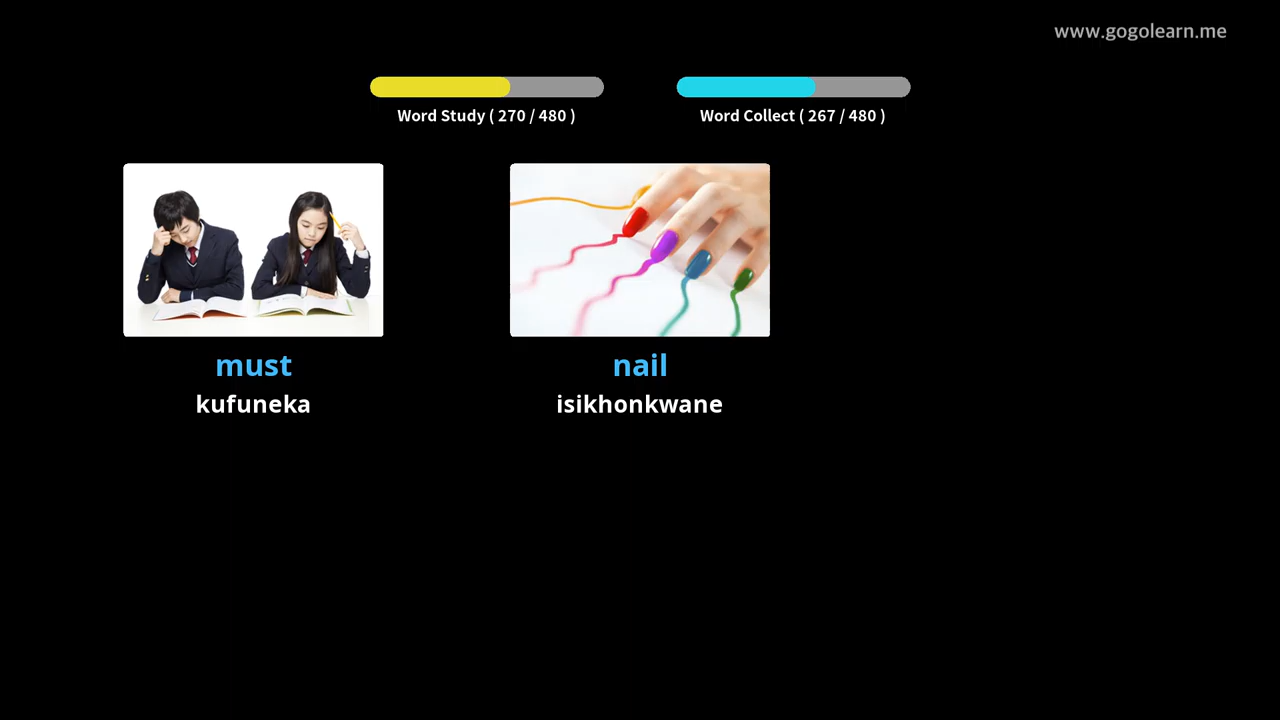 www.gogolearn.me
Word Study ( 270 / 480 )
Word Collect ( 267 / 480 )
must
kufuneka
nail
isikhonkwane